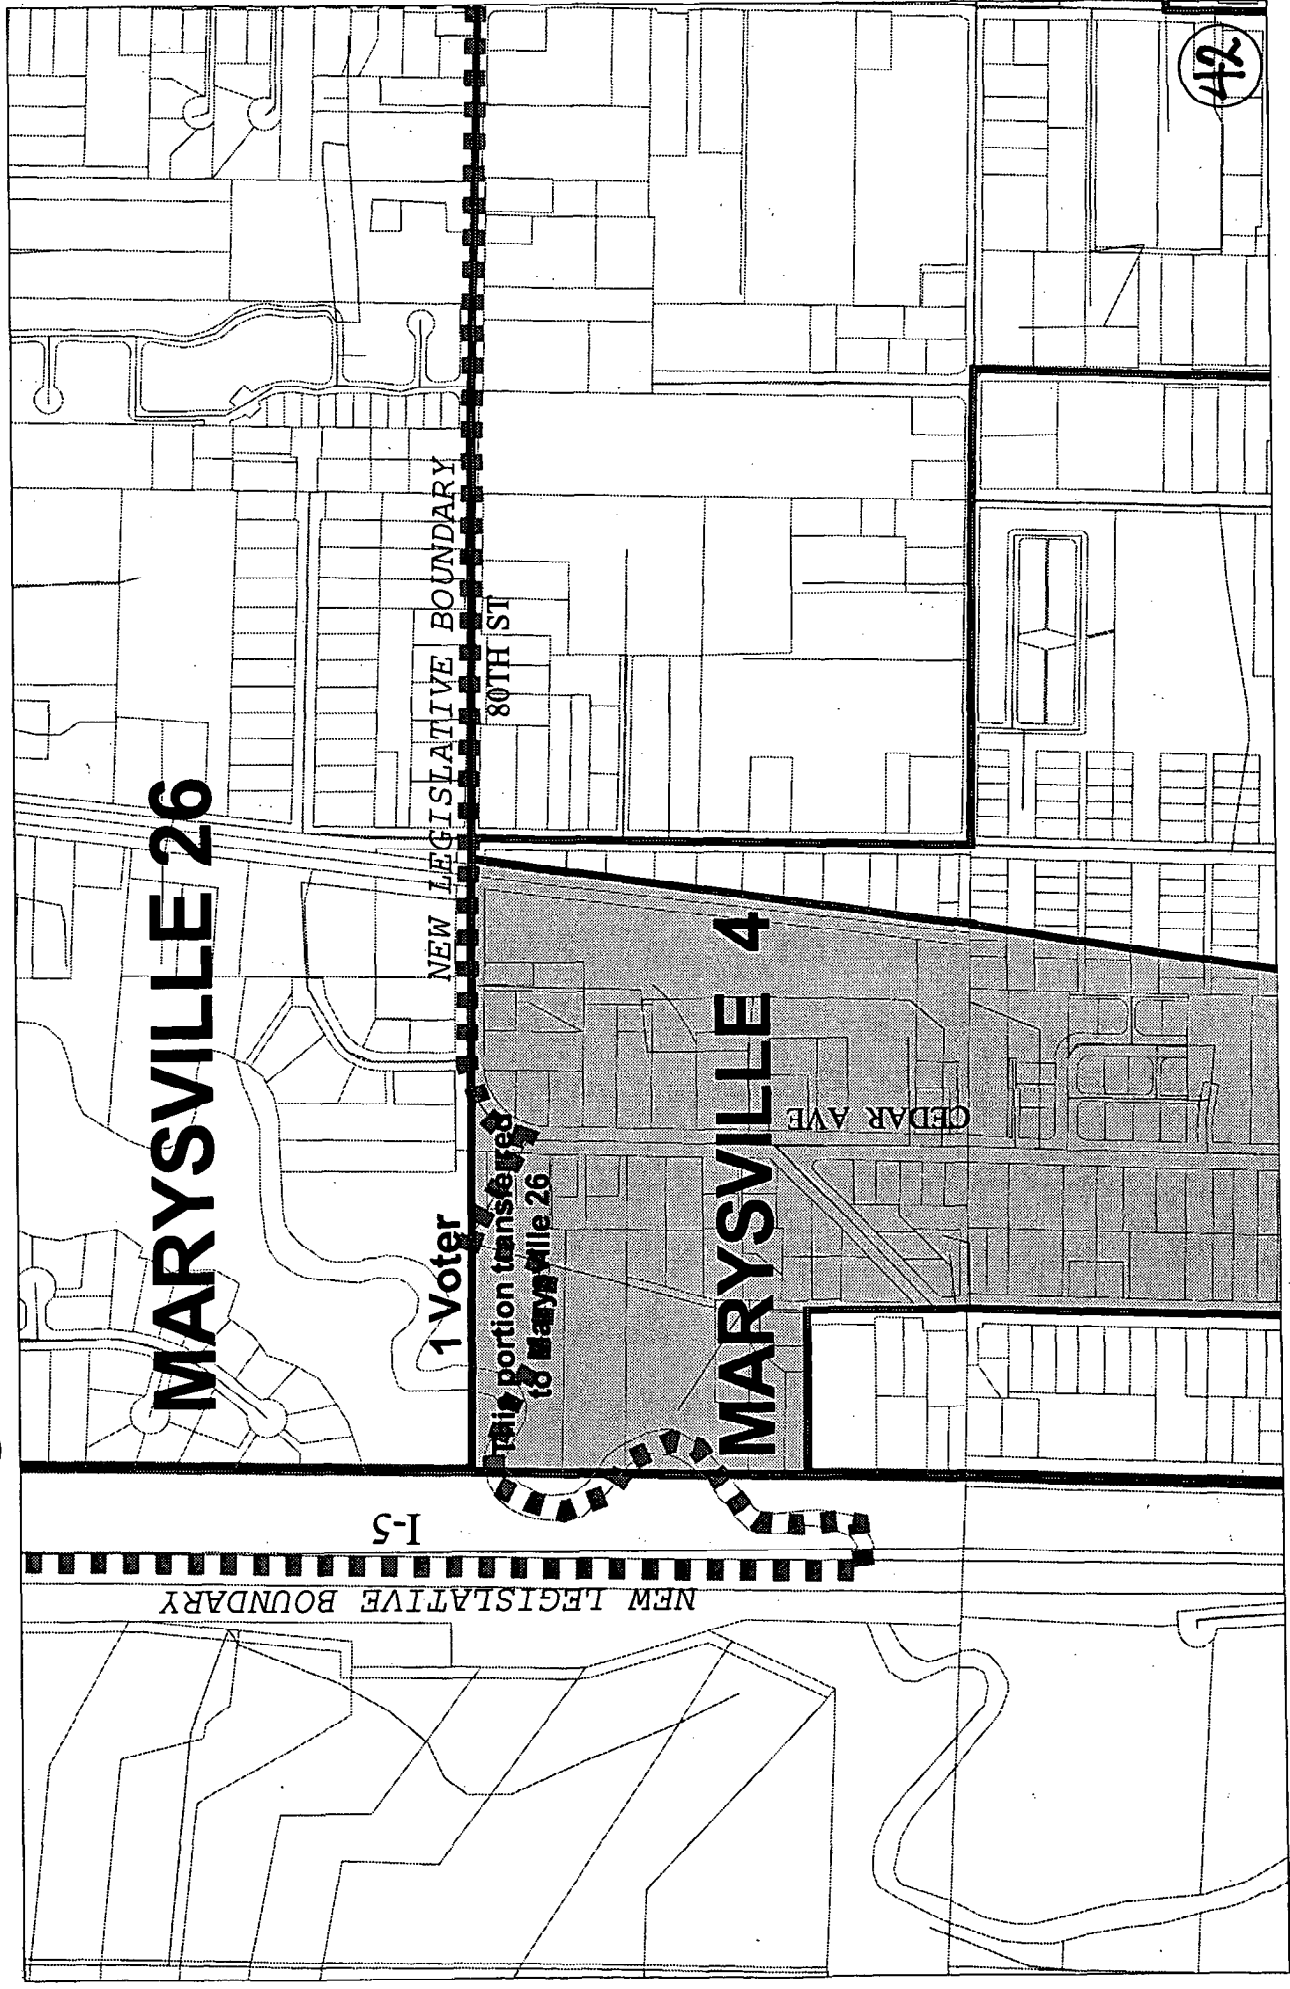 42
MARYSVILLE 26
NEW LEGISLATIVE BOUNDARY
80TH ST
1 Voter
This portion transferred
to Marysville 26
MARYSVILLE 4
CEDAR AVE
I-5
NEW LEGISLATIVE BOUNDARY